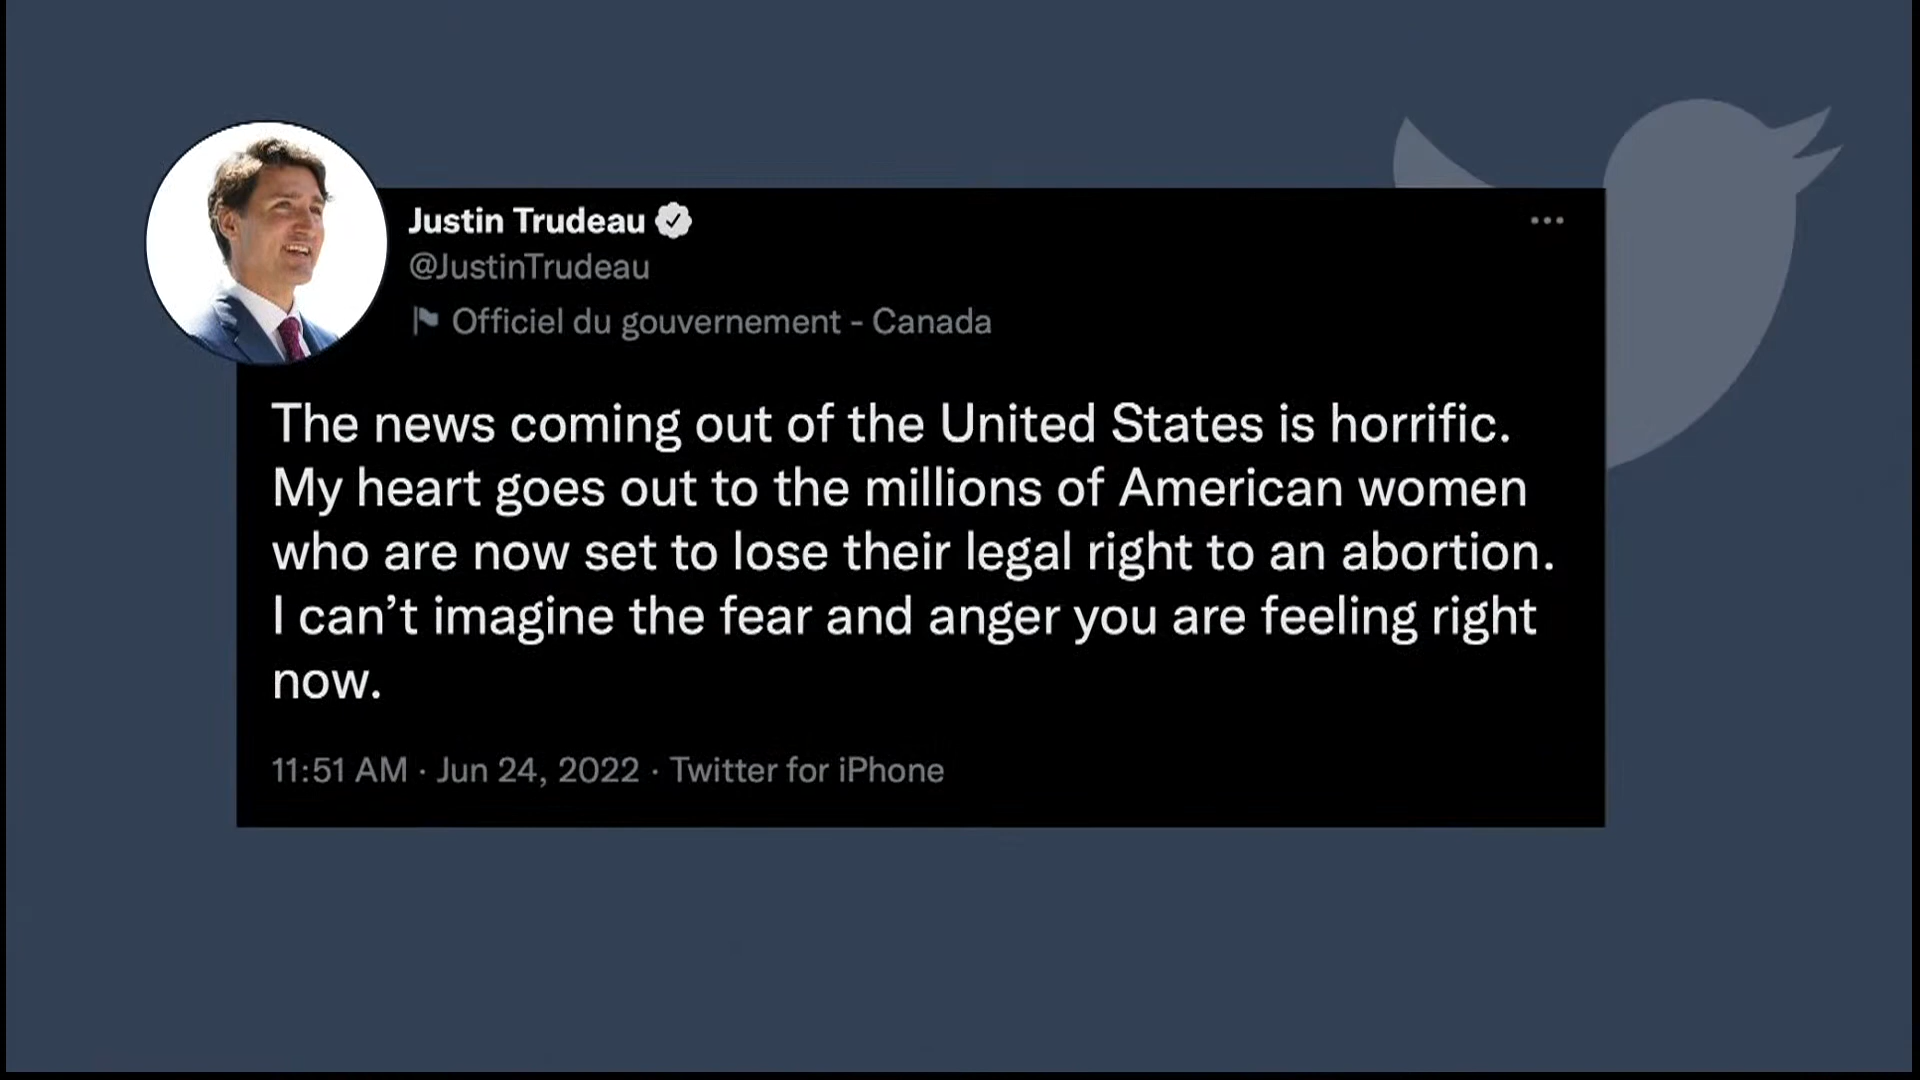 Justin Trudeau
@JustinTrudeau
Officiel du gouvernement - Canada
The news coming out of the United States is horrific.
My heart goes out to the millions of American women
who are now set to lose their legal right to an abortion.
I can’t imagine the fear and anger you are feeling right
now.
11:51 AM · Jun 24, 2022 · Twitter for iPhone